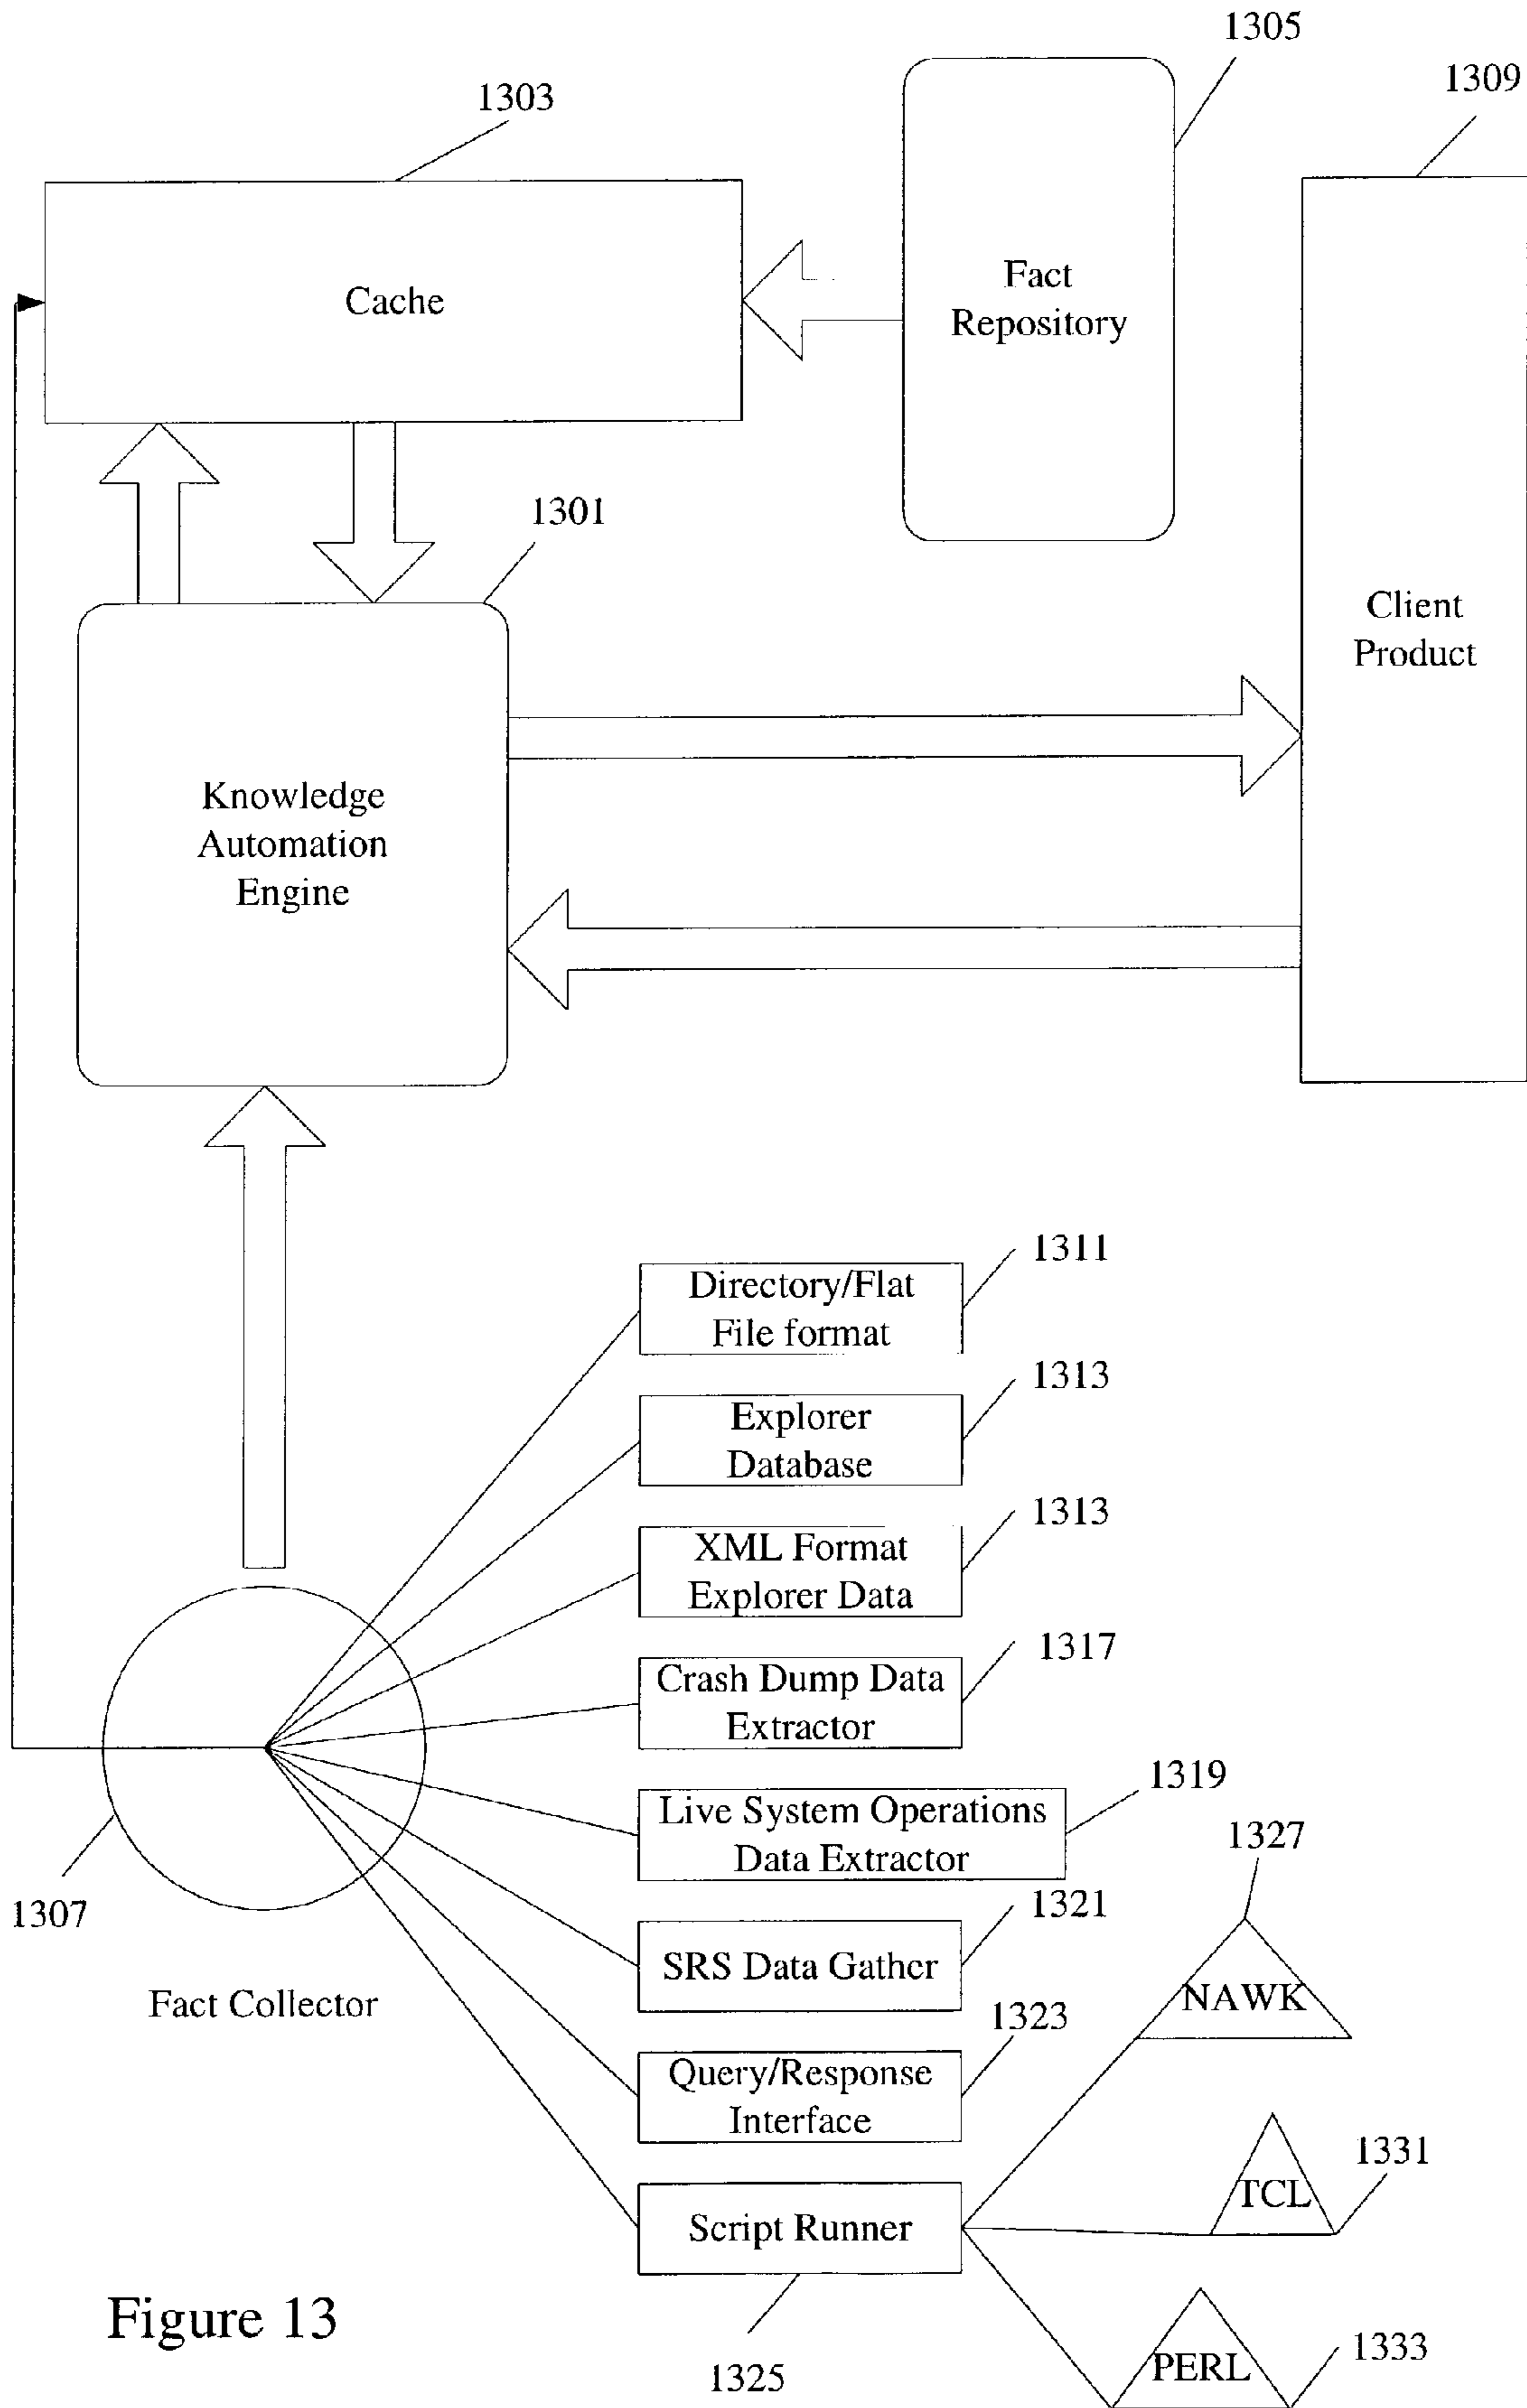 1305
1309
1303
Cache
Fact
Repository
1301
Client
Product
Knowledge
Automation
Engine
1311
Directory/Flat
File format
1313
Explorer
Database
1313
XML Format
Explorer Data
1317
Crash Dump Data
Extractor
1319
Live System Operations
Data Extractor
1327
1307
1321
SRS Data Gather
NAWK
Fact Collector
1323
Query/Response
Interface
1331
TCL
Script Runner
Figure 13
1325
PERL
1333